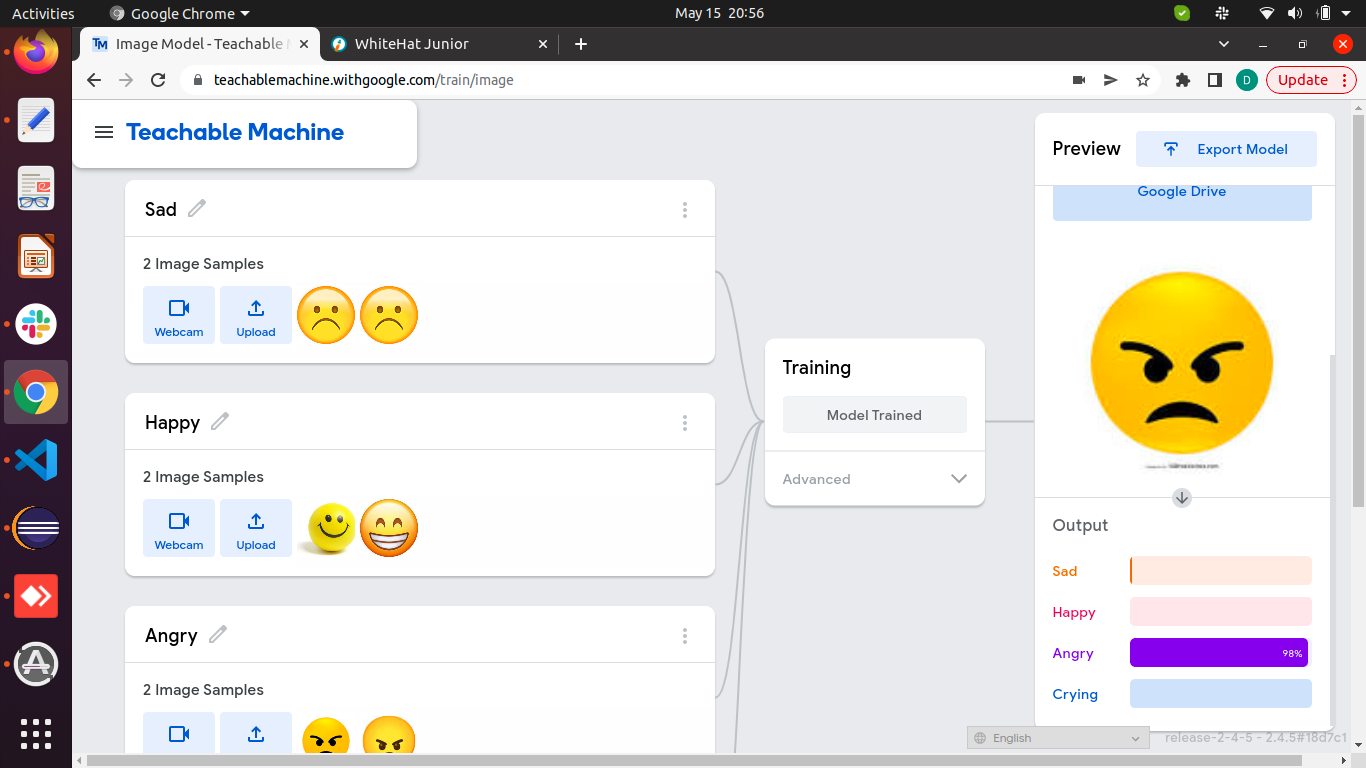 Activities
Google Chrome
May 15 20:56
Image Model - Teachable
WhiteHat Junior
teachablemachine.withgoogle.com/train/image
D
Update
TM
Teachable Machine
Sad
2 Image Samples
Webcam
Upload
Happy
2 Image Samples
Webcam
Upload
Angry
2 Image Samples
Training
Model Trained
Advanced
Preview
Export Model
Google Drive
Output
Sad
Happy
Angry
98%
Crying
English
release-2-4-5 - 2.4.5#18d7c1